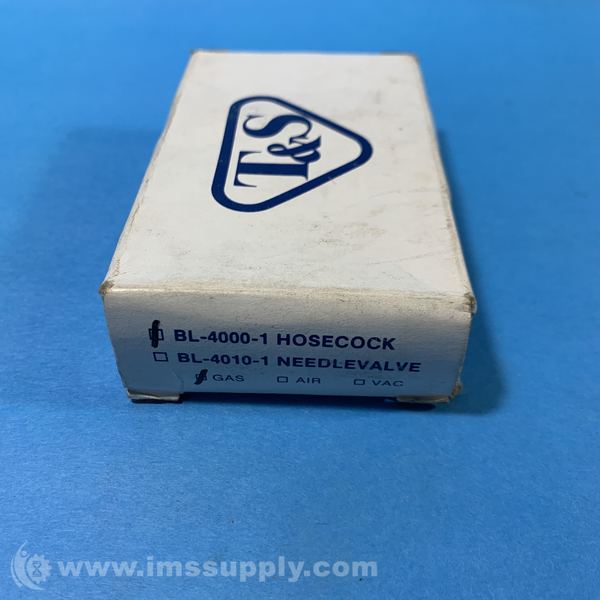 T&S
BL-4000-1 HOSECOCK
BL-4010-1 NEEDLEVALVE
GAS AIR VAC
www.imssupply.com